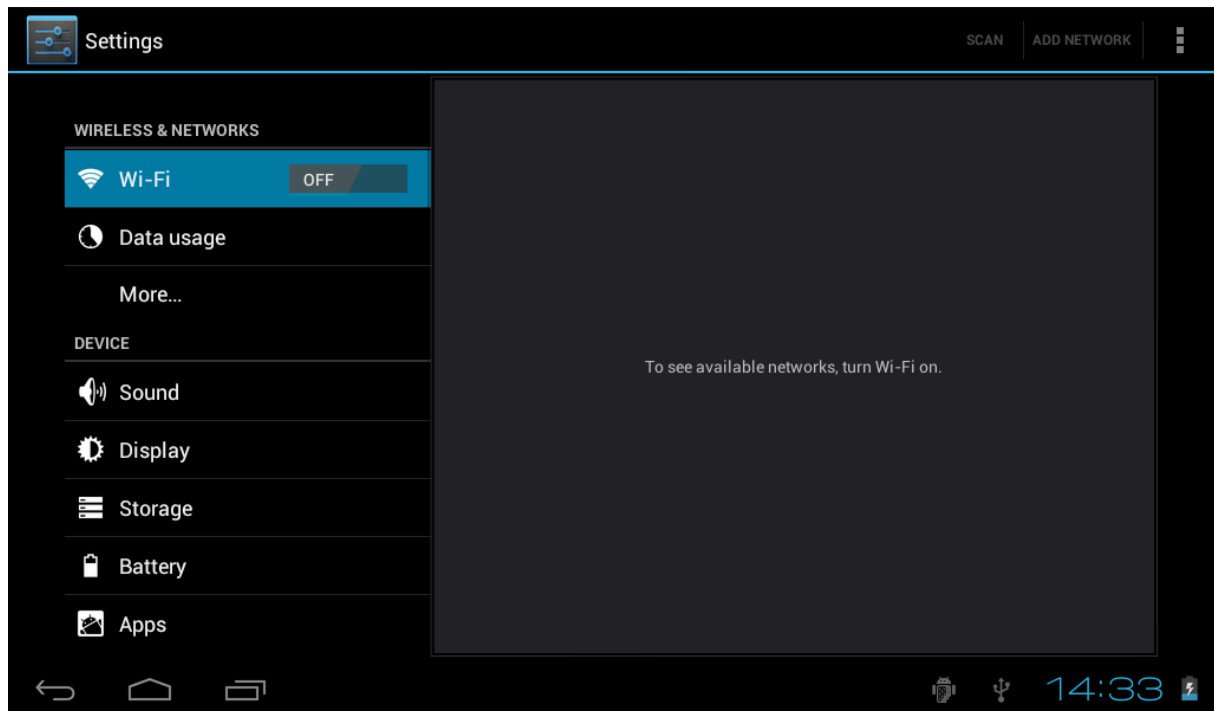 Settings
SCAN
ADD NETWORK
WIRELESS & NETWORKS
Wi-Fi
OFF
Data usage
More...
DEVICE
Sound
Display
Storage
Battery
Apps
To see available networks, turn Wi-Fi on.
14:33